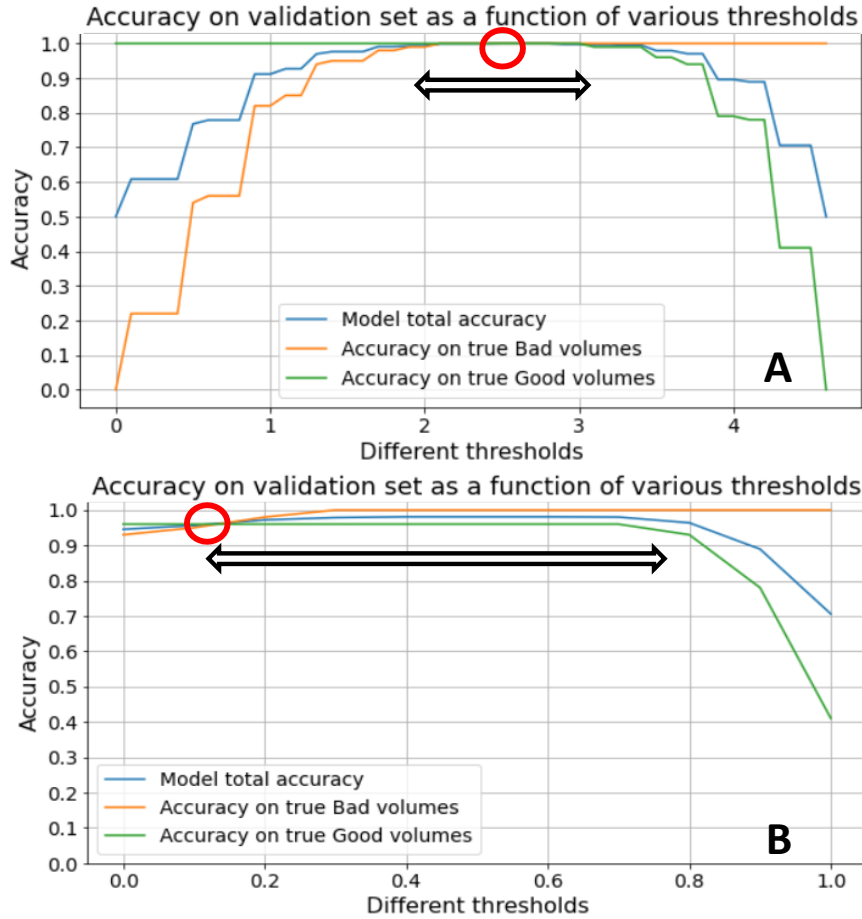 Accuracy on validation set as a function of various thresholds
1.0
0.9
0.8
0.7
0.6
0.5
0.4
0.3
0.2
0.1
0.0
Accuracy
Model total accuracy
Accuracy on true Bad volumes
Accuracy on true Good volumes
A
0 1 2 3 4
Different thresholds
Accuracy on validation set as a function of various thresholds
1.0
0.9
0.8
0.7
0.6
0.5
0.4
0.3
0.2
0.1
0.0
Accuracy
Model total accuracy
Accuracy on true Bad volumes
Accuracy on true Good volumes
B
0.0 0.2 0.4 0.6 0.8 1.0
Different thresholds